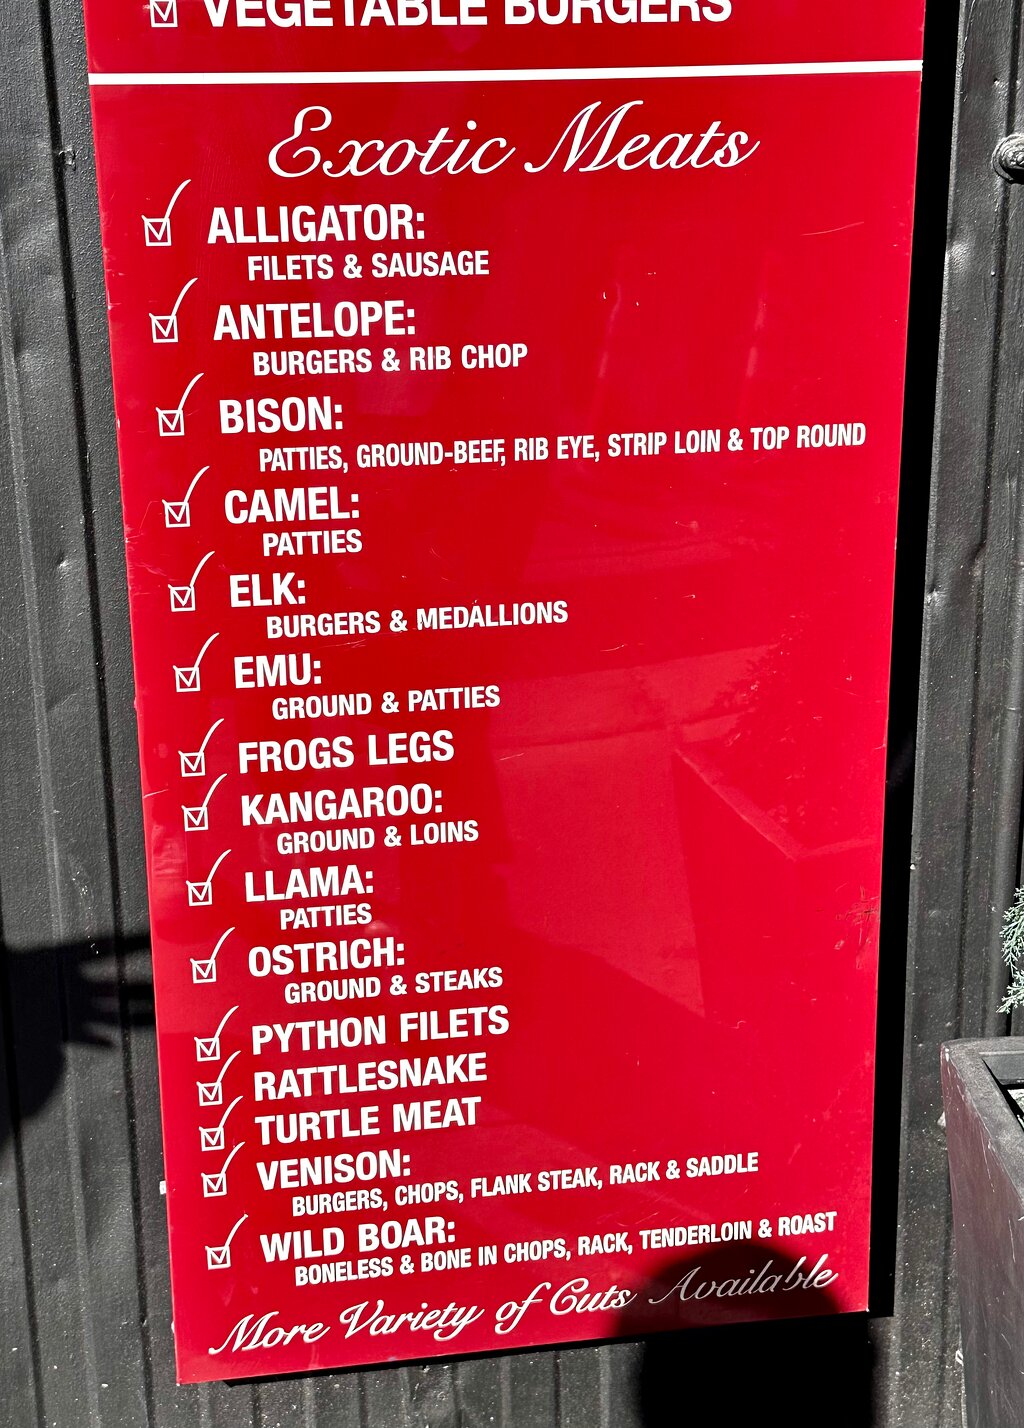 VEGETABLE BURGERS
Exotic Meats
ALLIGATOR:
FILETS & SAUSAGE
ANTELOPE:
BURGERS & RIB CHOP
BISON:
PATTIES, GROUND-BEEF, RIB EYE, STRIP LOIN & TOP ROUND
CAMEL:
PATTIES
ELK:
BURGERS & MEDALLIONS
EMU:
GROUND & PATTIES
FROGS LEGS
KANGAROO:
GROUND & LOINS
LLAMA:
PATTIES
OSTRICH:
GROUND & STEAKS
PYTHON FILETS
RATTLESNAKE
TURTLE MEAT
VENISON:
BURGERS, CHOPS, FLANK STEAK, RACK & SADDLE
WILD BOAR:
BONELESS & BONE IN CHOPS, RACK, TENDERLOIN & ROAST
More Variety of Cuts Available